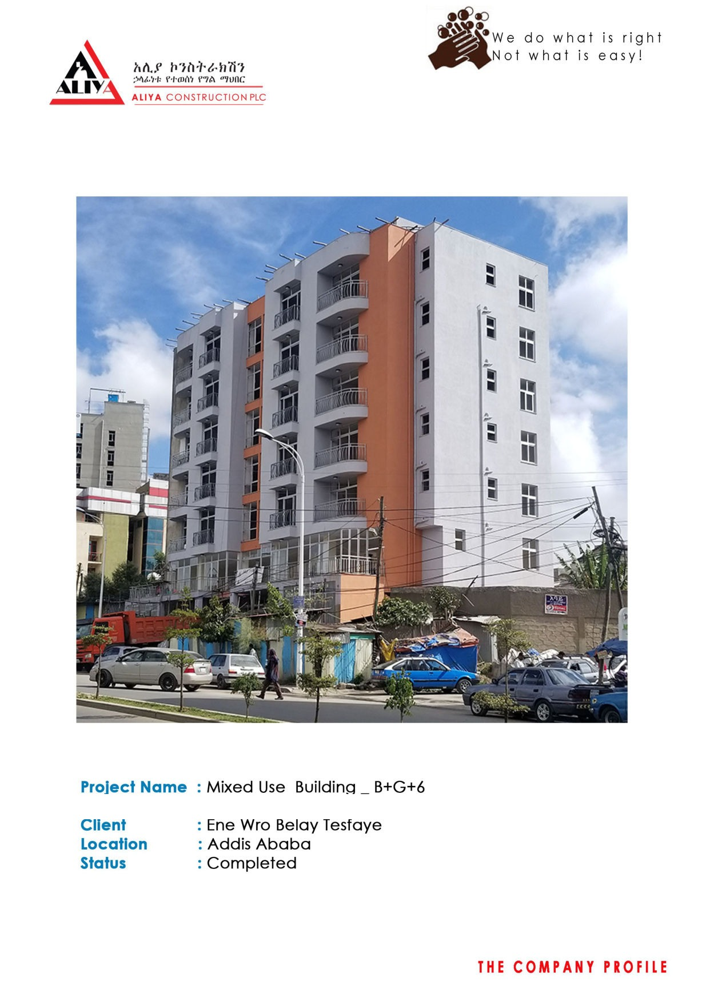 We do what is right
Not what is easy!
ALIYA
አሊያ ኮንስትራክሽን
ኃላፊነቱ የተወሰነ የግል ማህበር
ALIYA CONSTRUCTION PLC
አባይ
TOTAL
Project Name : Mixed Use Building _ B+G+6
Client : Ene Wro Belay Tesfaye
Location : Addis Ababa
Status : Completed
THE COMPANY PROFILE